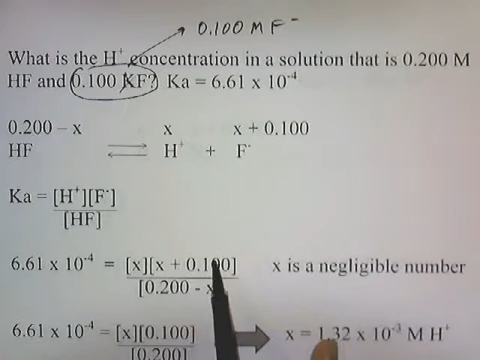 0.100 M F⁻
What is the H⁺ concentration in a solution that is 0.200 M
HF and 0.100 KF? Ka = 6.61 x 10⁻⁴
0.200 – x x x + 0.100
HF ⇌ H⁺ + F⁻
Ka = [H⁺][F⁻]
[HF]
6.61 x 10⁻⁴ = [x][x + 0.100] x is a negligible number
[0.200 - x
6.61 x 10⁻⁴ = [x][0.100] x = 1.32 x 10⁻³ M H⁺
[0.200]